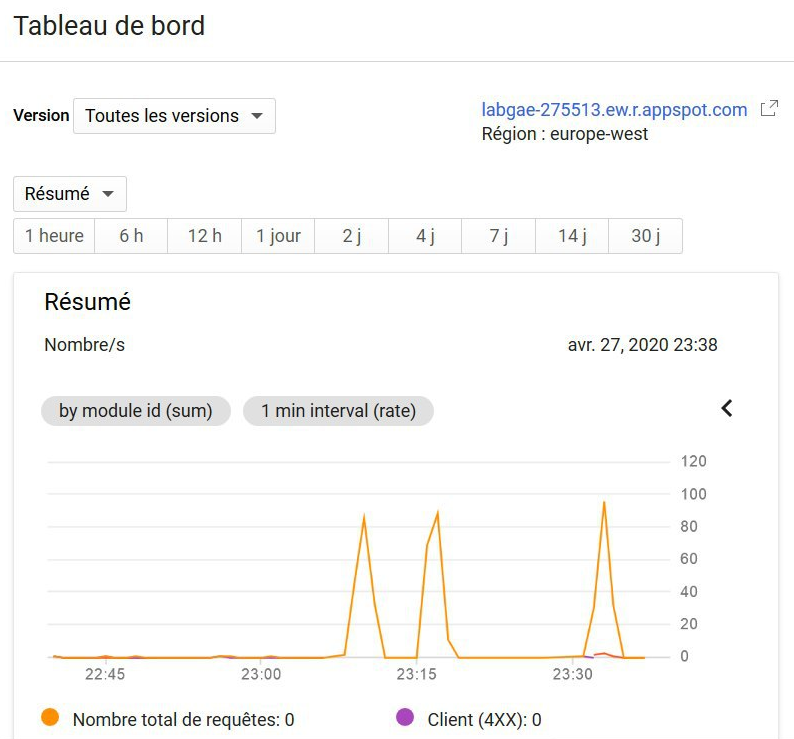 Tableau de bord
Version Toutes les versions
labgae-275513.ew.r.appspot.com
Région : europe-west
Résumé
1 heure 6 h 12 h 1 jour 2 j 4 j 7 j 14 j 30 j
Résumé
Nombre/s avr. 27, 2020 23:38
by module id (sum) 1 min interval (rate)
120
100
80
60
40
20
0
22:45 23:00 23:15 23:30
Nombre total de requêtes: 0 Client (4XX): 0